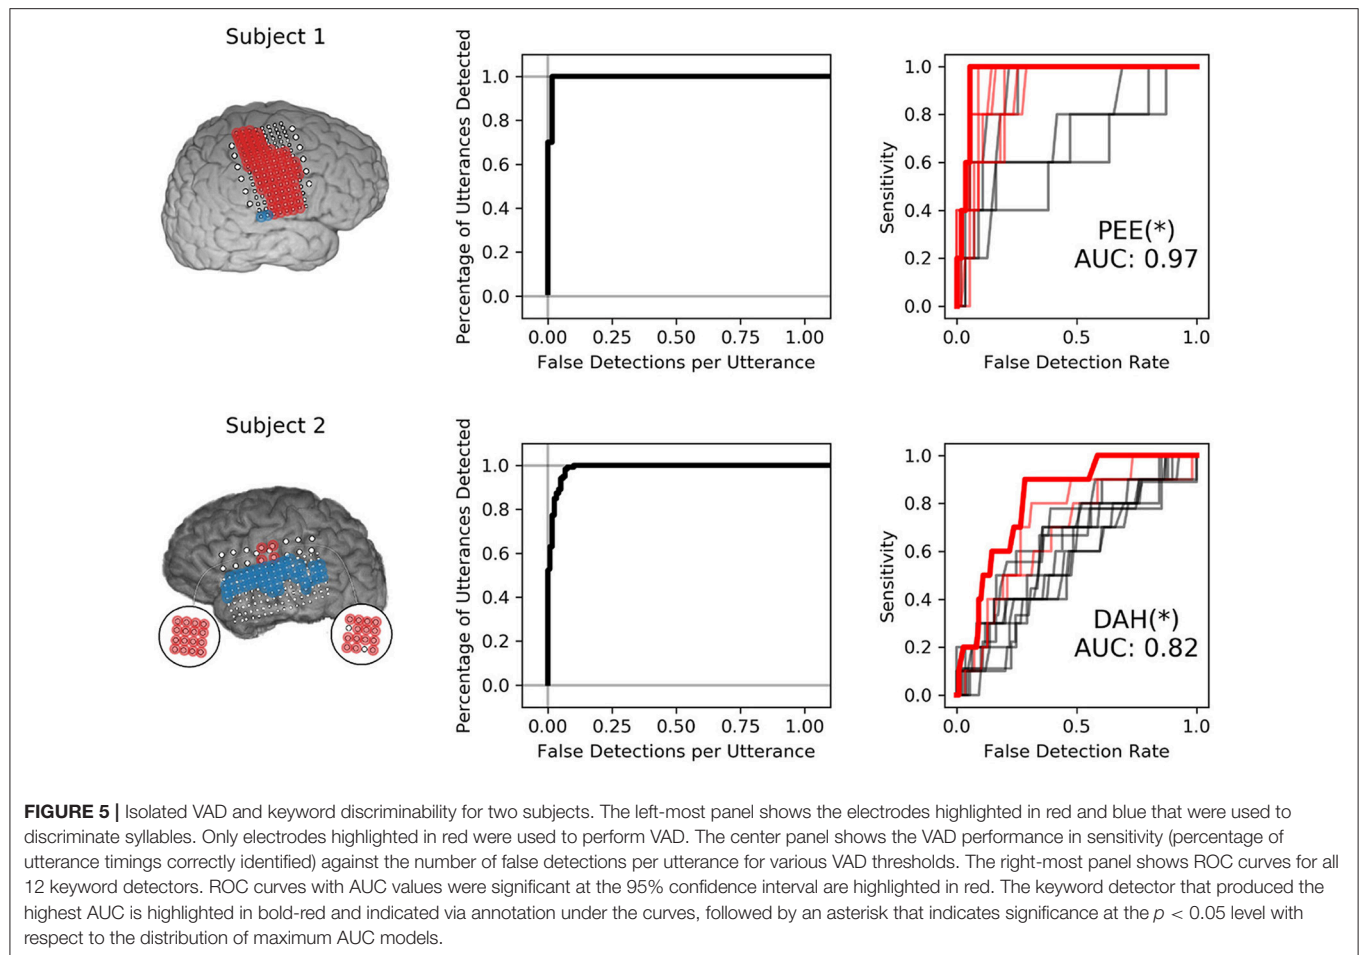 Subject 1
Percentage of Utterances Detected
1.0
0.8
0.6
0.4
0.2
0.0
0.00 0.25 0.50 0.75 1.00
False Detections per Utterance
Sensitivity
1.0
0.8
0.6
0.4
0.2
0.0
PEE(*)
AUC: 0.97
0.0 0.5 1.0
False Detection Rate
Subject 2
Percentage of Utterances Detected
1.0
0.8
0.6
0.4
0.2
0.0
0.00 0.25 0.50 0.75 1.00
False Detections per Utterance
Sensitivity
1.0
0.8
0.6
0.4
0.2
0.0
DAH(*)
AUC: 0.82
0.0 0.5 1.0
False Detection Rate
FIGURE 5 | Isolated VAD and keyword discriminability for two subjects. The left-most panel shows the electrodes highlighted in red and blue that were used to
discriminate syllables. Only electrodes highlighted in red were used to perform VAD. The center panel shows the VAD performance in sensitivity (percentage of
utterance timings correctly identified) against the number of false detections per utterance for various VAD thresholds. The right-most panel shows ROC curves for all
12 keyword detectors. ROC curves with AUC values were significant at the 95% confidence interval are highlighted in red. The keyword detector that produced the
highest AUC is highlighted in bold-red and indicated via annotation under the curves, followed by an asterisk that indicates significance at the p < 0.05 level with
respect to the distribution of maximum AUC models.